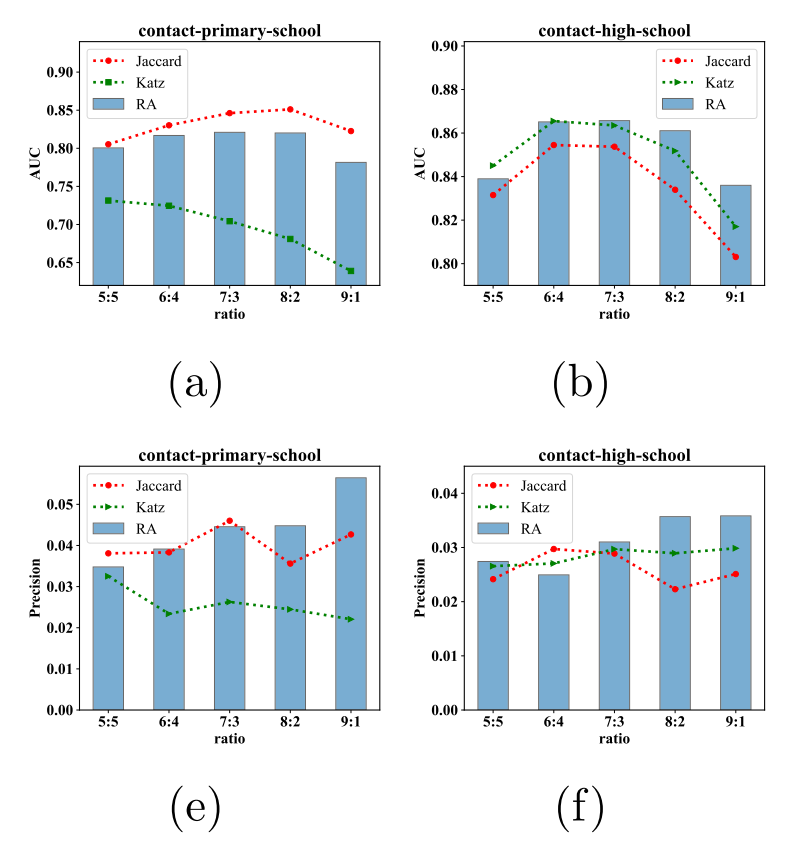 contact-primary-school
0.90
0.85
0.80
0.75
0.70
0.65
AUC
Jaccard
Katz
RA
5:5 6:4 7:3 8:2 9:1
ratio
(a)
contact-high-school
0.90
0.88
0.86
0.84
0.82
0.80
AUC
Jaccard
Katz
RA
5:5 6:4 7:3 8:2 9:1
ratio
(b)
contact-primary-school
0.05
0.04
0.03
0.02
0.01
0.00
Precision
Jaccard
Katz
RA
5:5 6:4 7:3 8:2 9:1
ratio
(e)
contact-high-school
0.04
0.03
0.02
0.01
0.00
Precision
Jaccard
Katz
RA
5:5 6:4 7:3 8:2 9:1
ratio
(f)